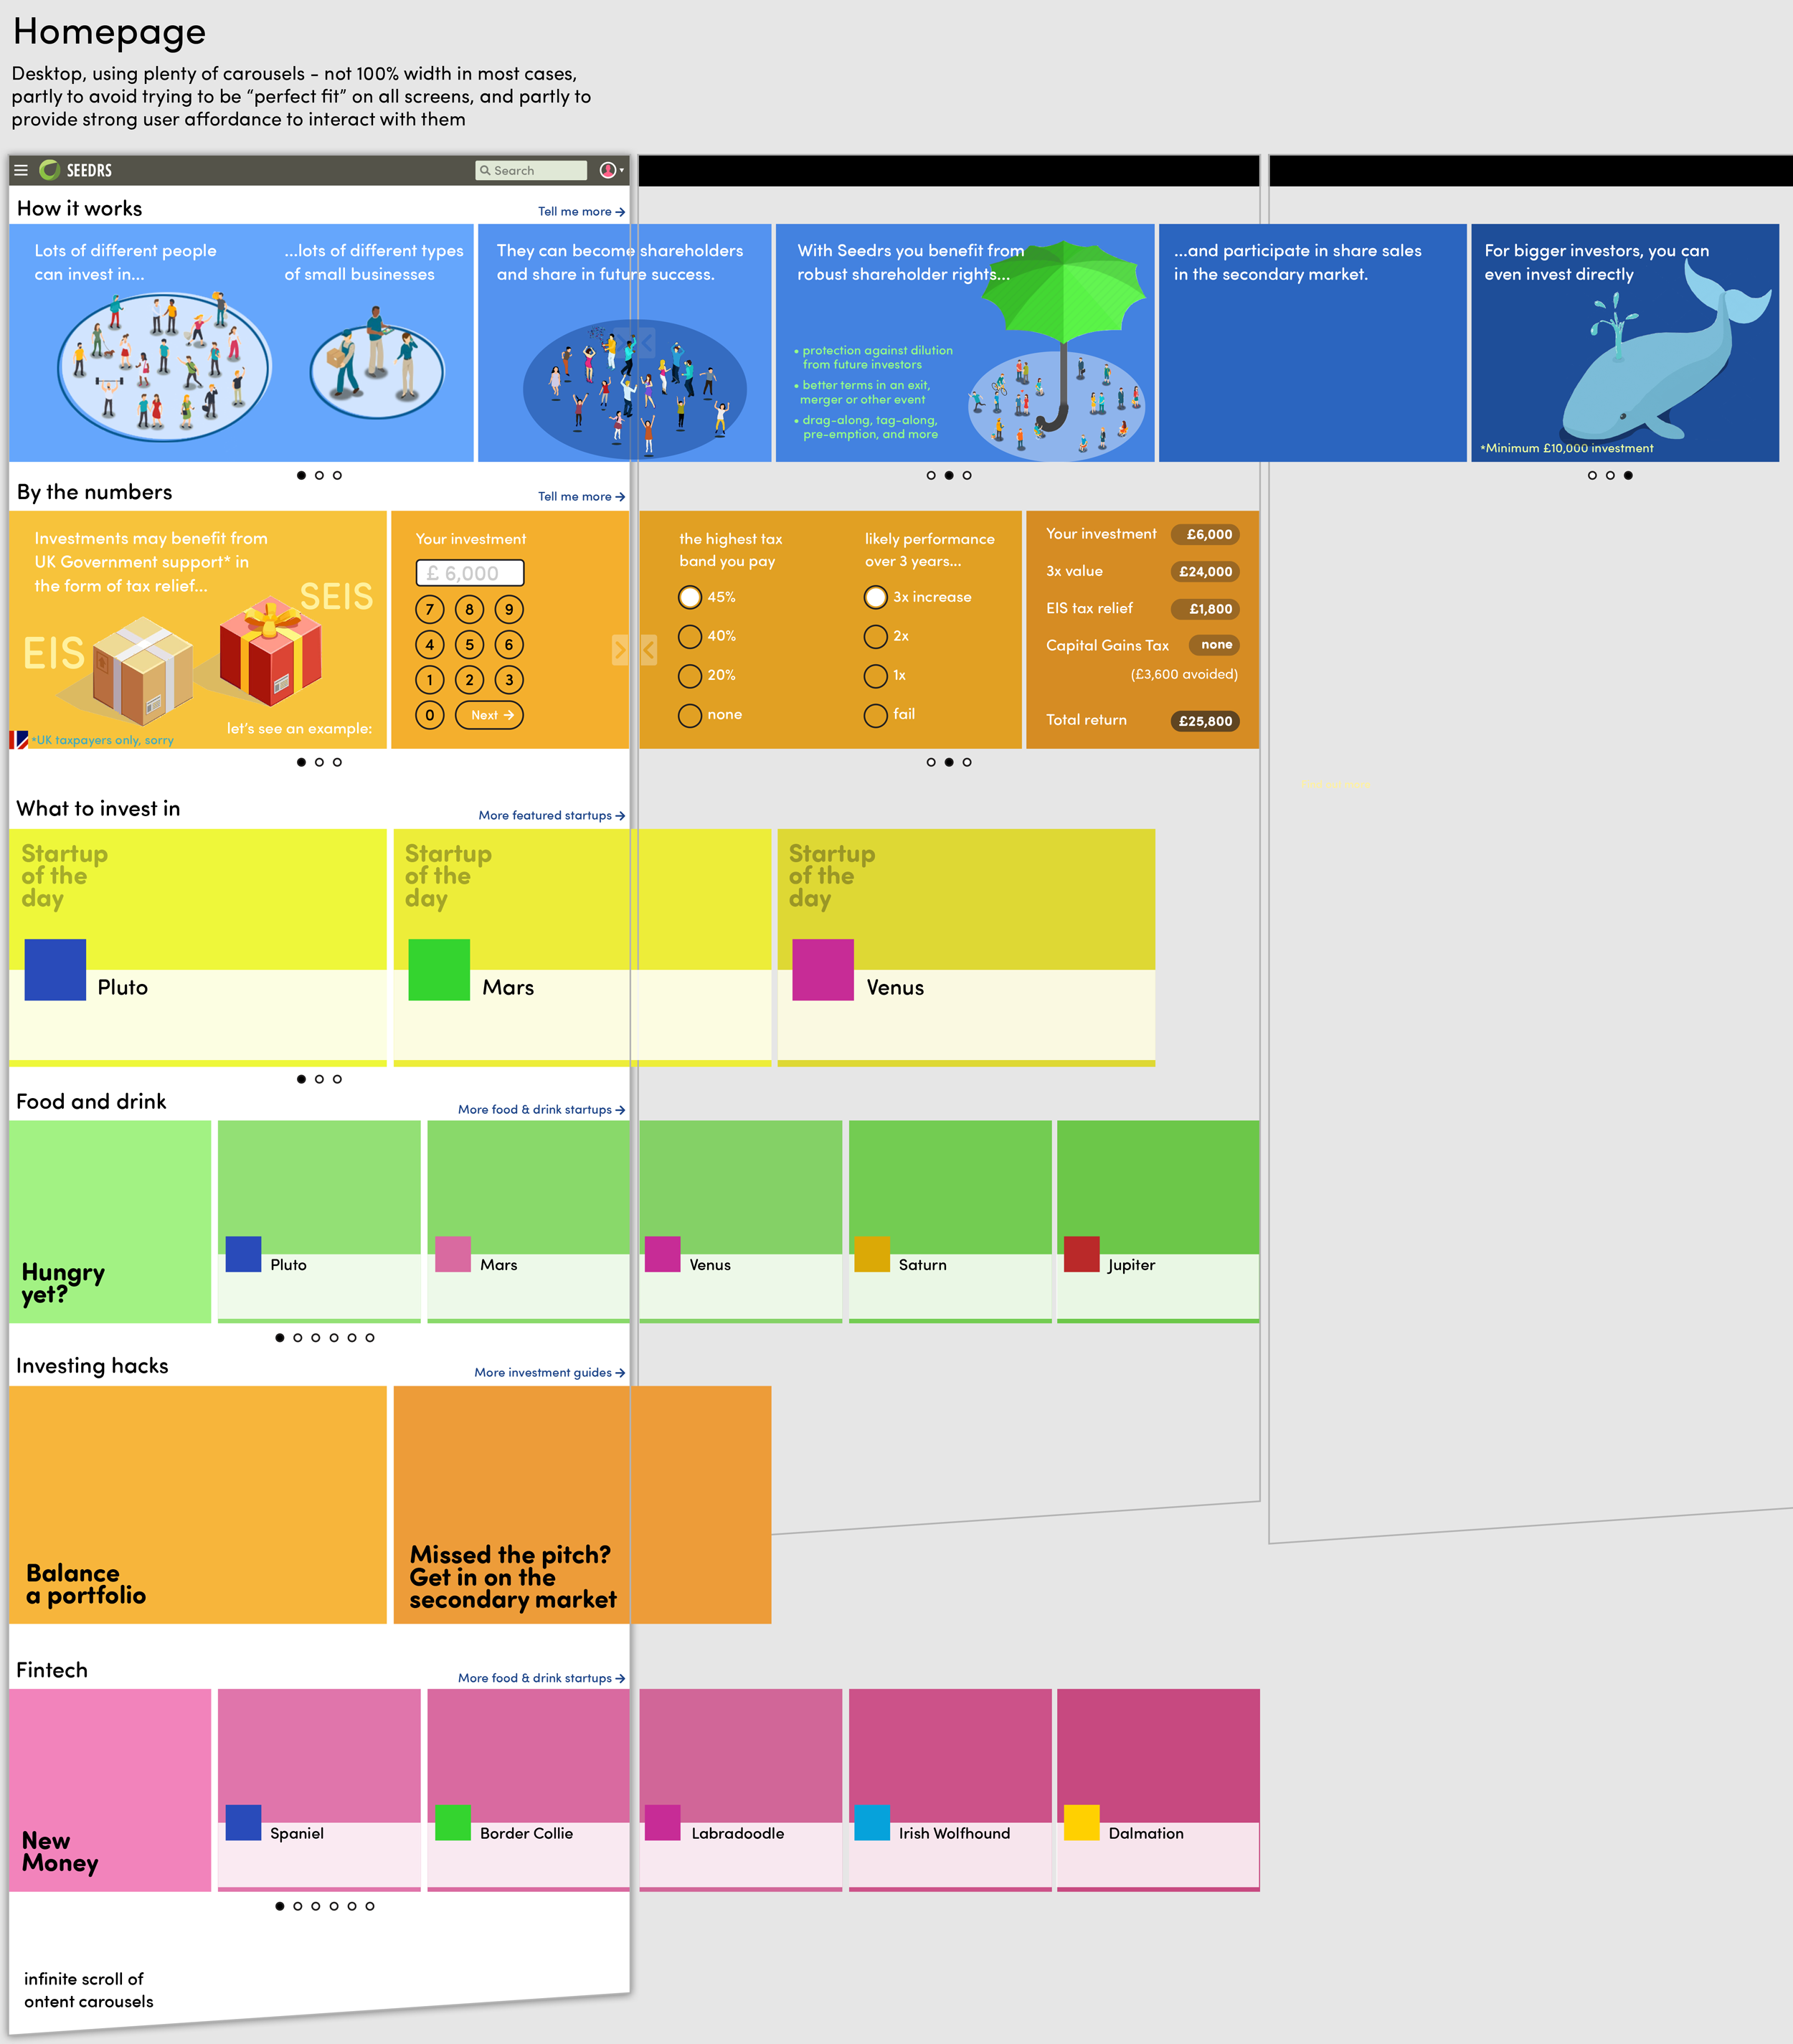 Homepage
Desktop, using plenty of carousels - not 100% width in most cases,
partly to avoid trying to be “perfect fit” on all screens, and partly to
provide strong user affordance to interact with them
SEEDRS
Search
How it works
Tell me more →
Lots of different people
can invest in...
...lots of different types
of small businesses
They can become shareholders
and share in future success.
With Seedrs you benefit from
robust shareholder rights...
• protection against dilution
from future investors
• better terms in an exit,
merger or other event
• drag-along, tag-along,
pre-emption, and more
...and participate in share sales
in the secondary market.
For bigger investors, you can
even invest directly
*Minimum £10,000 investment
By the numbers
Tell me more →
Investments may benefit from
UK Government support* in
the form of tax relief...
SEIS
EIS
let’s see an example:
*UK taxpayers only, sorry
Your investment
£ 6,000
7 8 9
4 5 6
1 2 3
0 Next →
the highest tax
band you pay
45%
40%
20%
none
likely performance
over 3 years...
3x increase
2x
1x
fail
Your investment £6,000
3x value £24,000
EIS tax relief £1,800
Capital Gains Tax none
(£3,600 avoided)
Total return £25,800
What to invest in
More featured startups →
Startup
of the
day
Pluto
Startup
of the
day
Mars
Startup
of the
day
Venus
Food and drink
More food & drink startups →
Hungry
yet?
Pluto
Mars
Venus
Saturn
Jupiter
Investing hacks
More investment guides →
Balance
a portfolio
Missed the pitch?
Get in on the
secondary market
Fintech
More food & drink startups →
New
Money
Spaniel
Border Collie
Labradoodle
Irish Wolfhound
Dalmation
infinite scroll of
ontent carousels